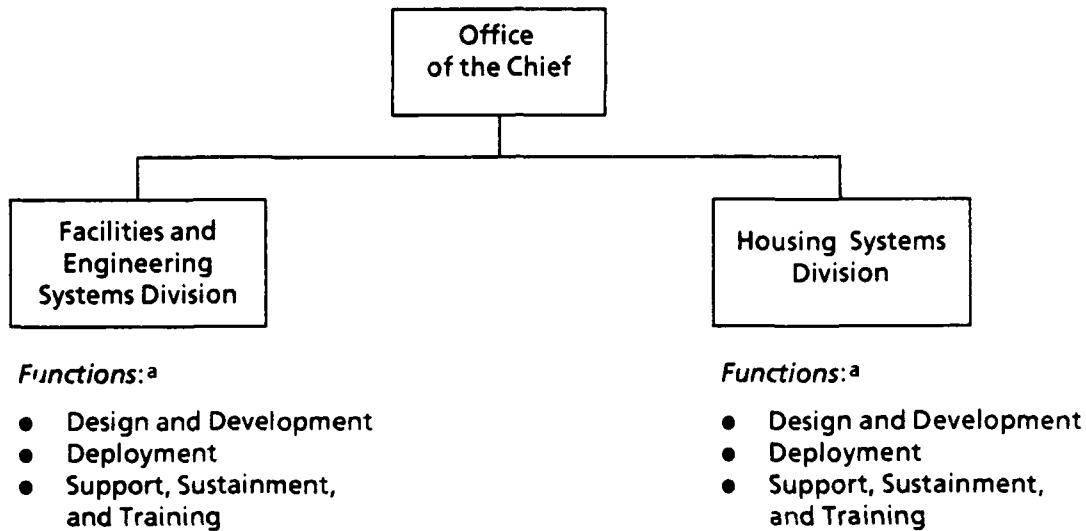 Office
of the Chief
Facilities and
Engineering
Systems Division
Housing Systems
Division
Functions:a
● Design and Development
● Deployment
● Support, Sustainment,
and Training
Functions:a
● Design and Development
● Deployment
● Support, Sustainment,
and Training